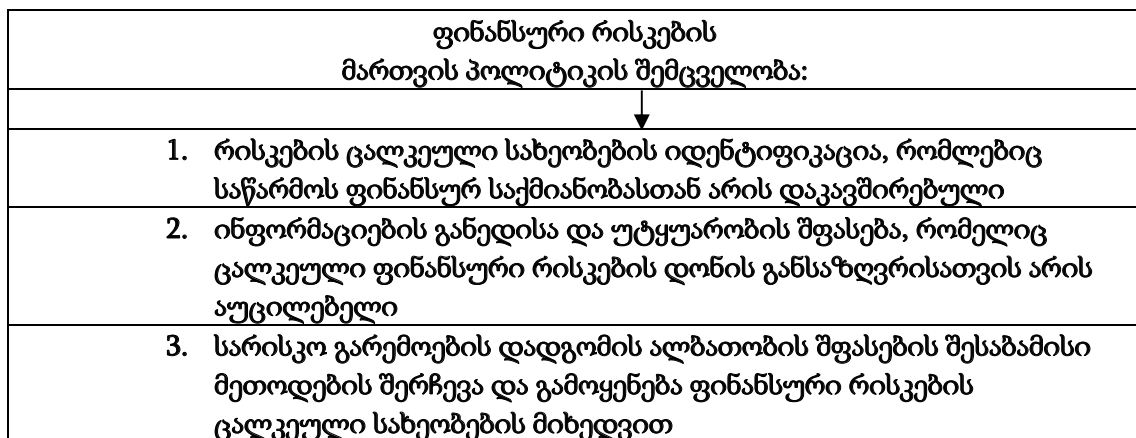 ფინანსური რისკების
მართვის პოლიტიკის შემცველობა:
1. რისკების ცალკეული სახეობების იდენტიფიკაცია, რომლებიც
საწარმოს ფინანსურ საქმიანობასთან არის დაკავშირებული
2. ინფორმაციების განედისა და უტყუარობის შფასება, რომელიც
ცალკეული ფინანსური რისკების დონის განსაზღვრისათვის არის
აუცილებელი
3. სარისკო გარემოების დადგომის ალბათობის შფასების შესაბამისი
მეთოდების შერჩევა და გამოყენება ფინანსური რისკების
ცალკეული სახეობების მიხედვით